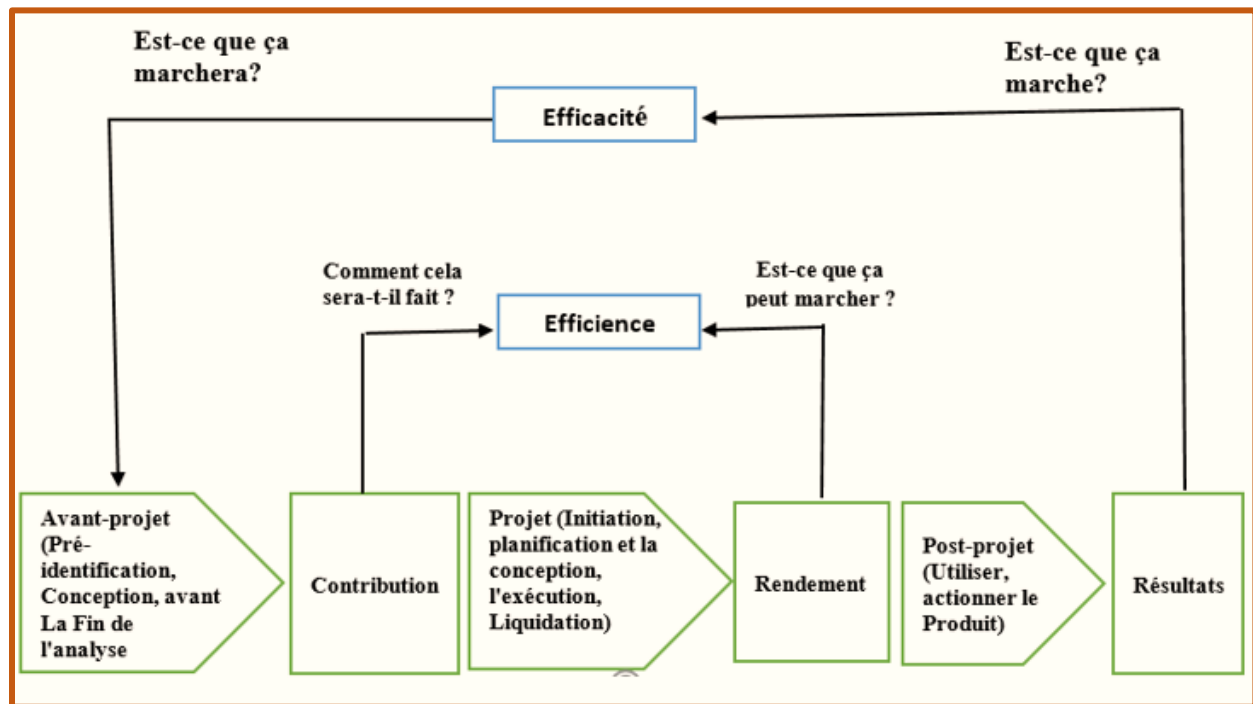 Est-ce que ça
marchera?
Est-ce que ça
marche?
Efficacité
Comment cela
sera-t-il fait ?
Est-ce que ça
peut marcher ?
Efficience
Avant-projet
(Pré-
identification,
Conception, avant
La Fin de
l'analyse
Contribution
Projet (Initiation,
planification et la
conception,
l'exécution,
Liquidation)
Rendement
Post-projet
(Utiliser,
actionner le
Produit)
Résultats